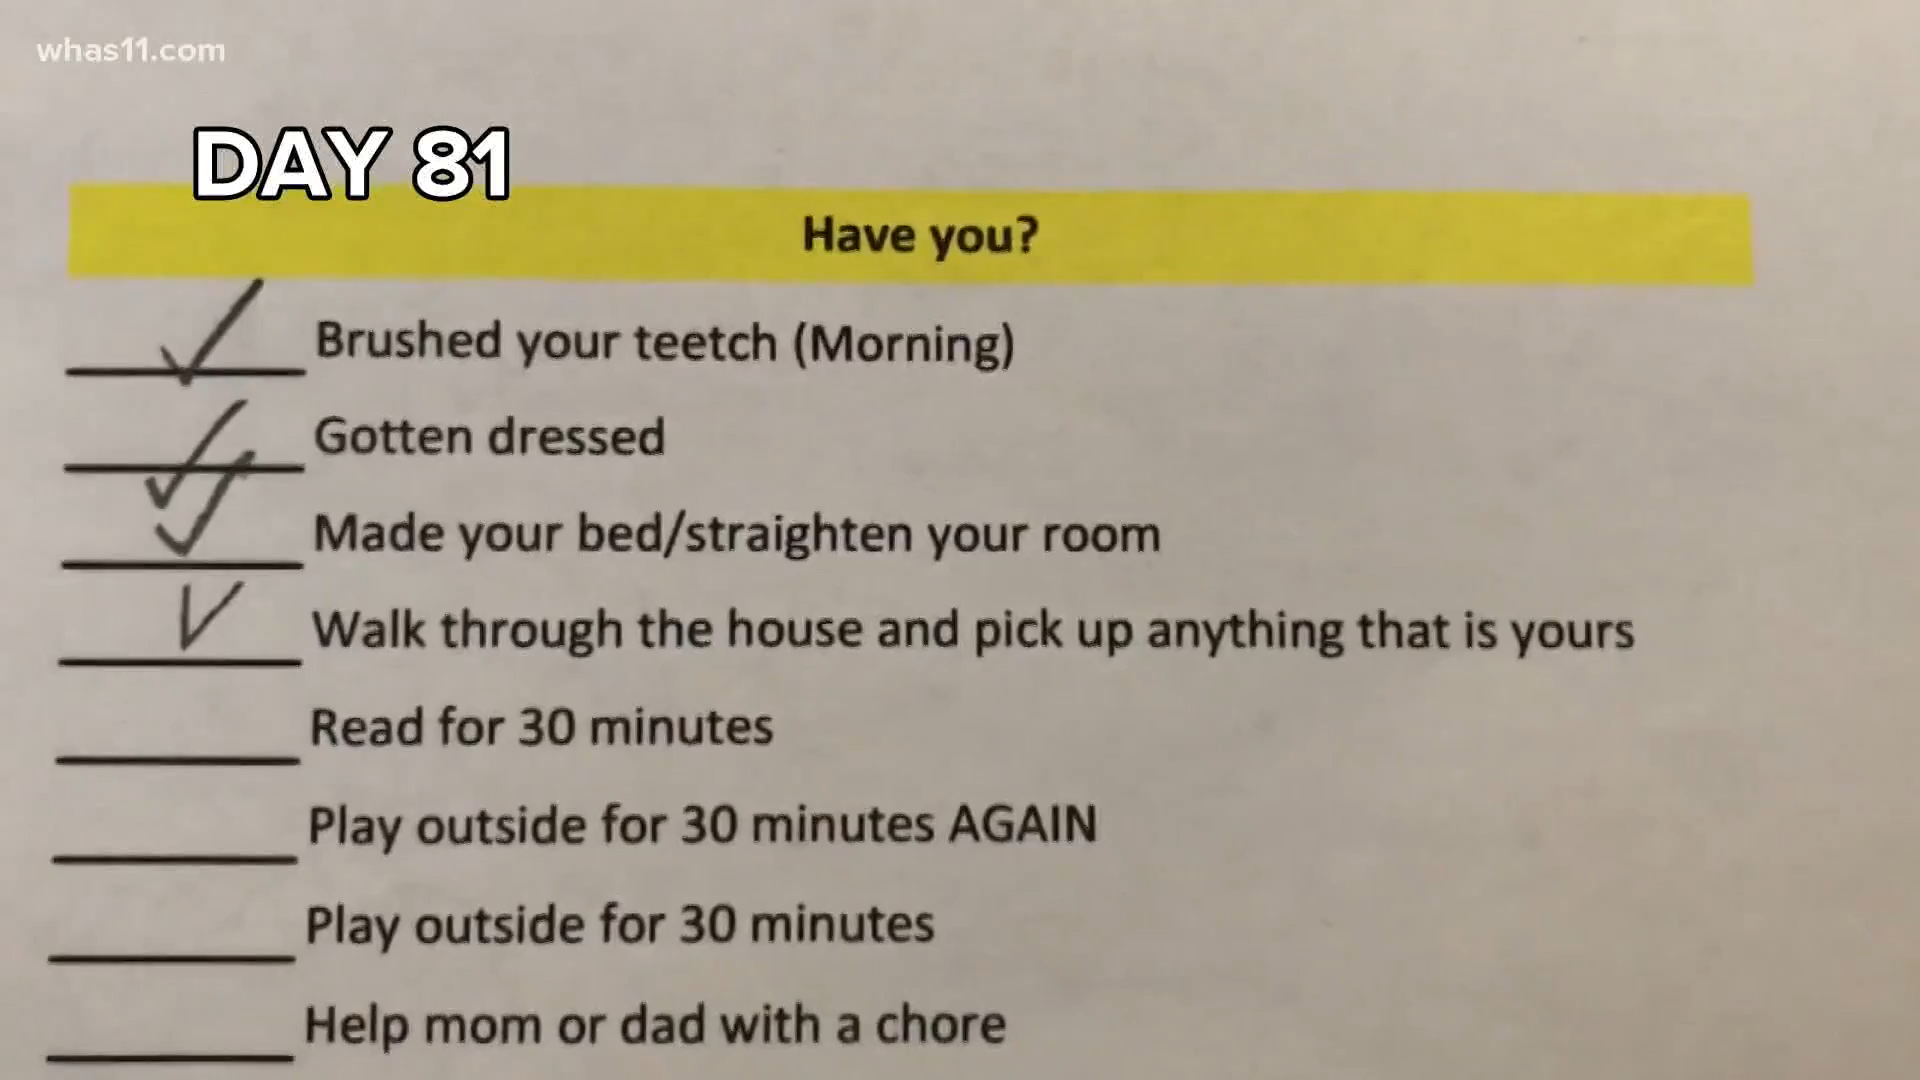 whas11.com
DAY 81
Have you?
Brushed your teetch (Morning)
Gotten dressed
Made your bed/straighten your room
Walk through the house and pick up anything that is yours
Read for 30 minutes
Play outside for 30 minutes AGAIN
Play outside for 30 minutes
Help mom or dad with a chore